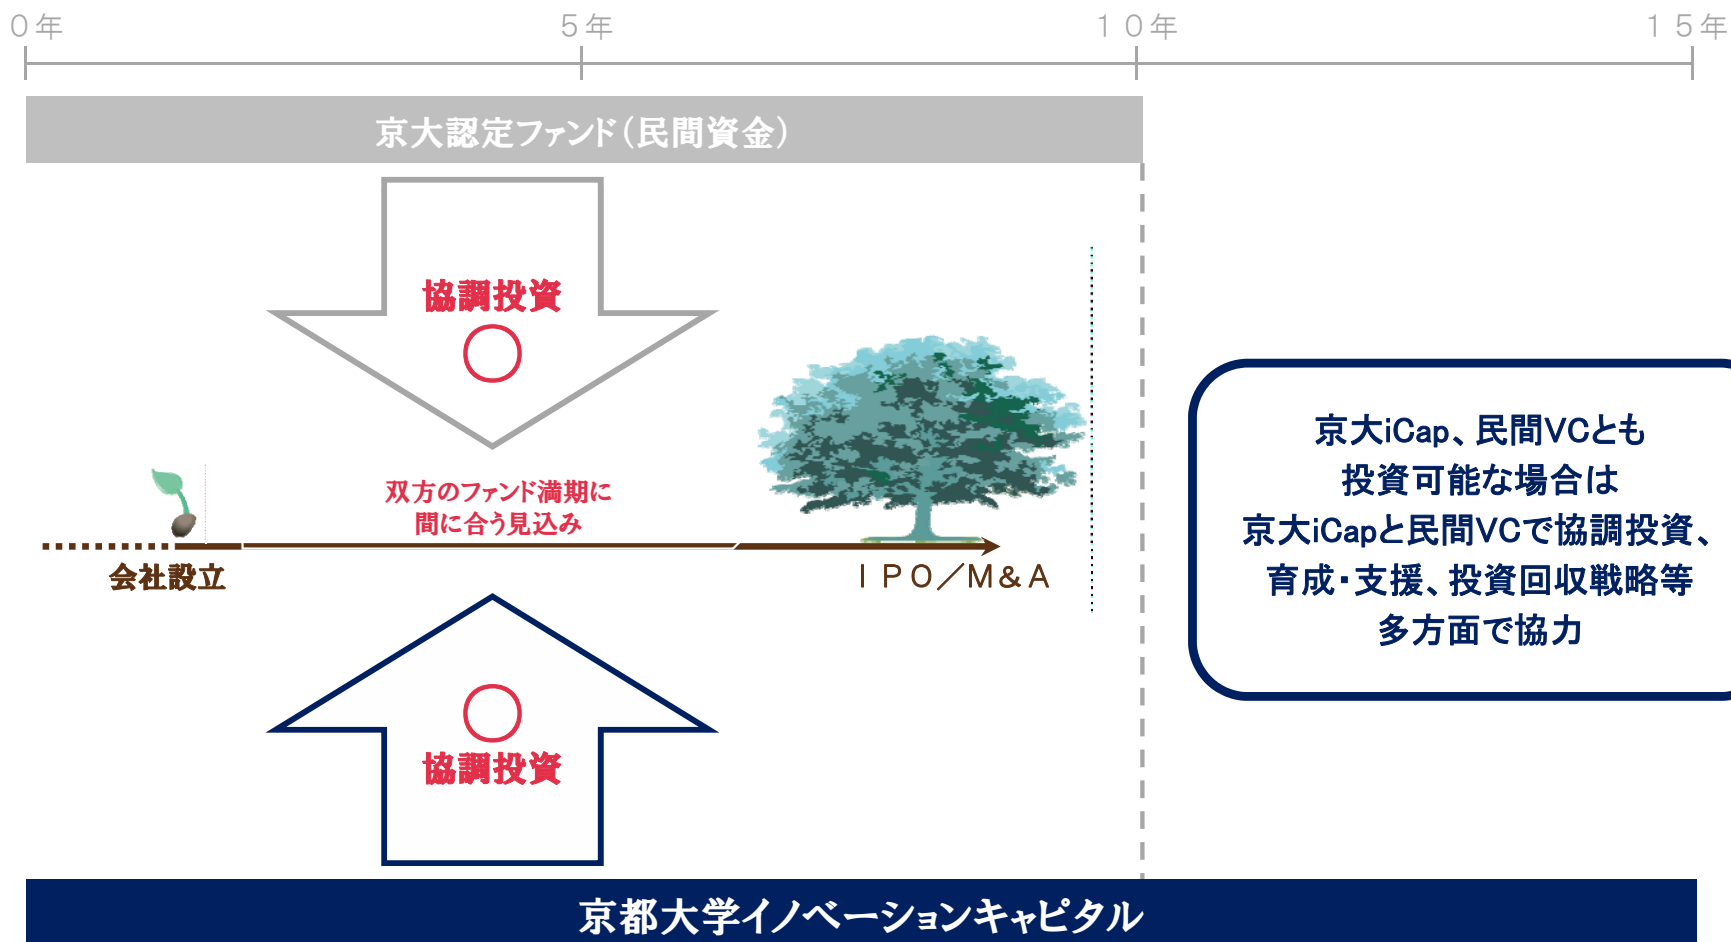 ０年
５年
１０年
１５年
京大認定ファンド（民間資金）
協調投資
双方のファンド満期に
間に合う見込み
会社設立
ＩＰＯ／Ｍ＆Ａ
京大iCap、民間VCとも
投資可能な場合は
京大iCapと民間VCで協調投資、
育成・支援、投資回収戦略等
多方面で協力
協調投資
京都大学イノベーションキャピタル